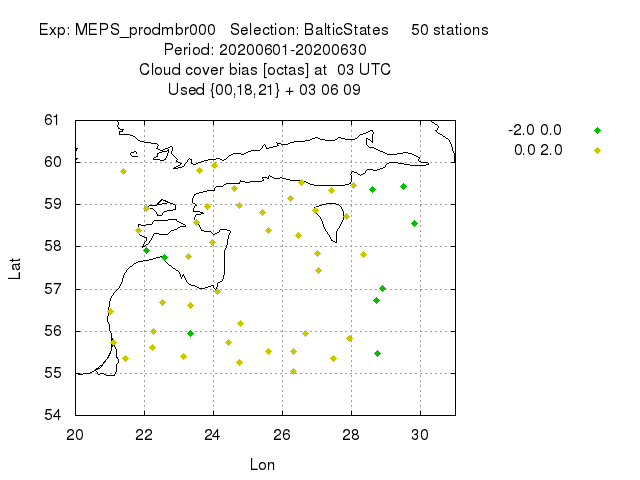 Exp: MEPS_prodmbr000 Selection: BalticStates 50 stations
Period: 20200601-20200630
Cloud cover bias [octas] at 03 UTC
Used {00,18,21} + 03 06 09
-2.0 0.0
0.0 2.0
61
60
59
58
57
56
55
54
Lat
20 22 24 26 28 30
Lon